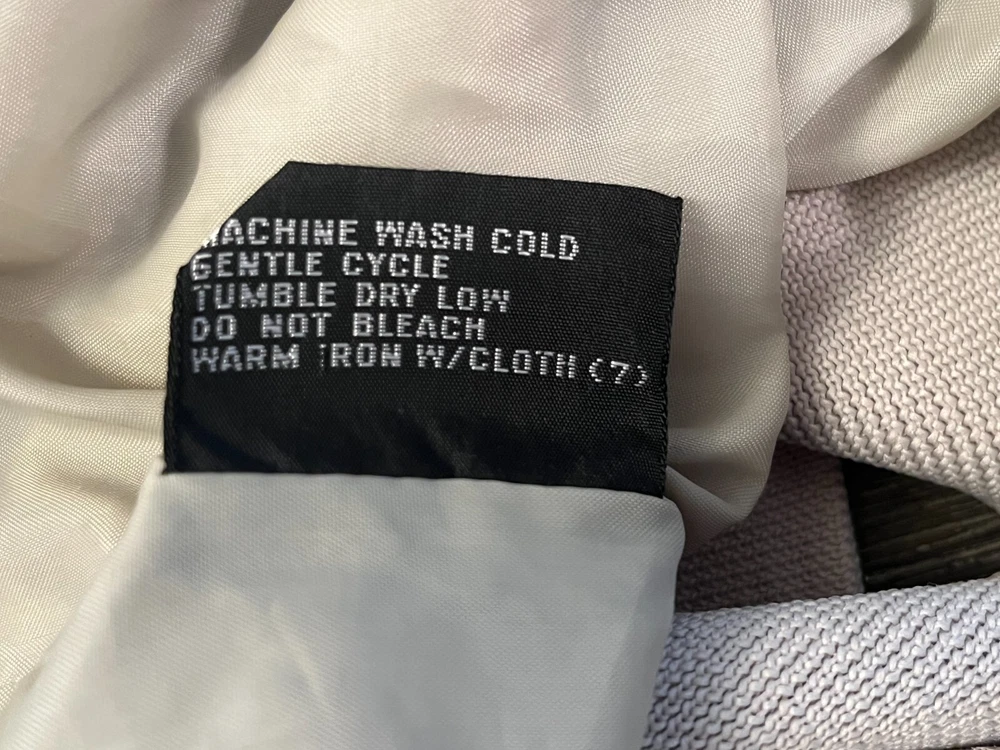 MACHINE WASH COLD
GENTLE CYCLE
TUMBLE DRY LOW
DO NOT BLEACH
WARM IRON W/CLOTH (7)